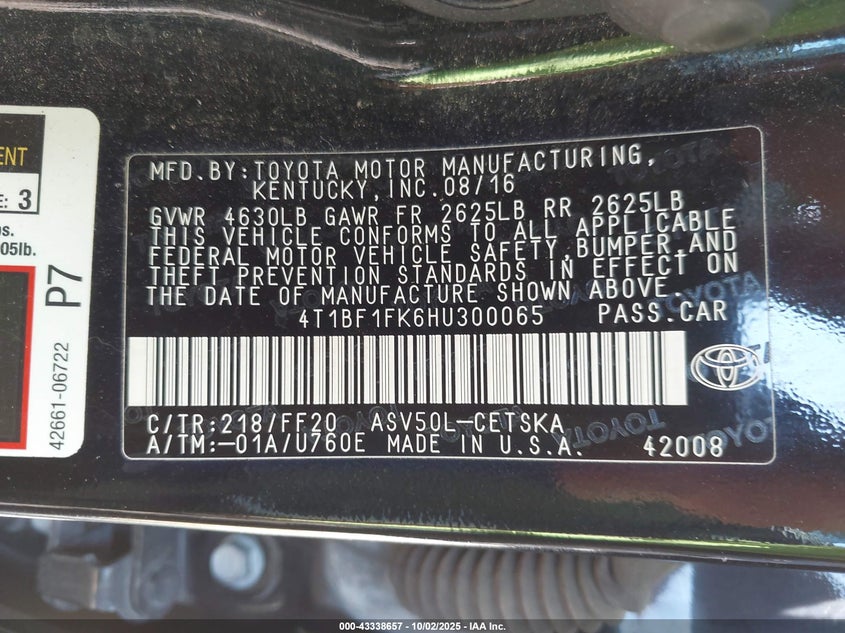 ENT
E: 3
os.
05lb.
P7
42661-06722
MFD.BY:TOYOTA MOTOR MANUFACTURING,
KENTUCKY,INC.08/16
GVWR 4630LB GAWR FR 2625LB RR 2625LB
THIS VEHICLE CONFORMS TO ALL APPLICABLE
FEDERAL MOTOR VEHICLE SAFETY,BUMPER,AND
THEFT PREVENTION STANDARDS IN EFFECT ON
THE DATE OF MANUFACTURE SHOWN ABOVE.
4T1BF1FK6HU300065 PASS.CAR
C/TR:218/FF20 ASV50L-CETSKA
A/TM:-01A/U760E MADE IN U.S.A. 42008
000-43338657 - 10/02/2025 - IAA Inc.